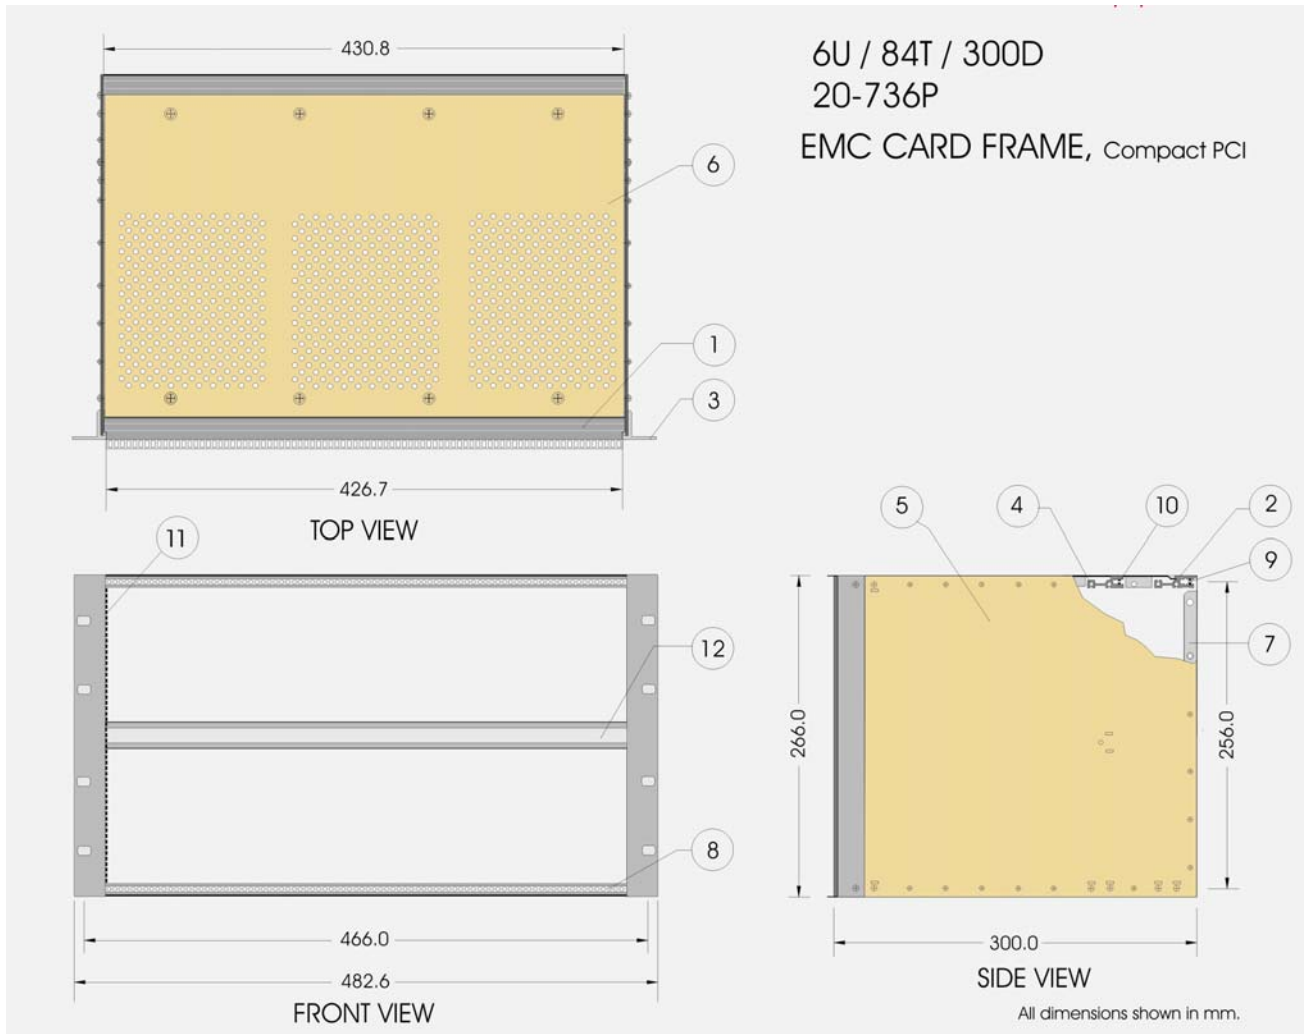 430.8
6U / 84T / 300D
20-736P
EMC CARD FRAME, Compact PCI
6
1
3
426.7
TOP VIEW
11
5
4
10
2
9
12
7
266.0
256.0
8
466.0
300.0
482.6
SIDE VIEW
FRONT VIEW
All dimensions shown in mm.